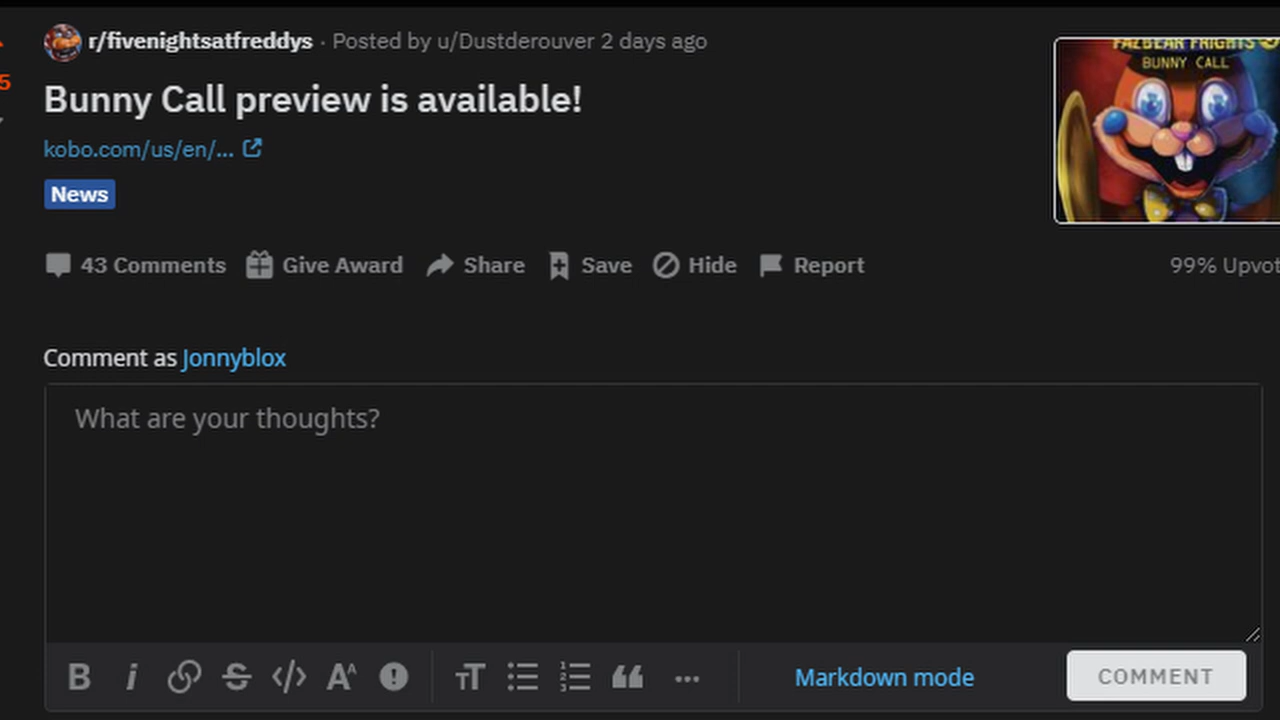 r/fivenightsatfreddys · Posted by u/Dustderouver 2 days ago
5
FAZBEAR FRIGHTS
BUNNY CALL
Bunny Call preview is available!
kobo.com/us/en/...
News
43 Comments Give Award Share Save Hide Report 99% Upvot
Comment as Jonnyblox
What are your thoughts?
Markdown mode COMMENT